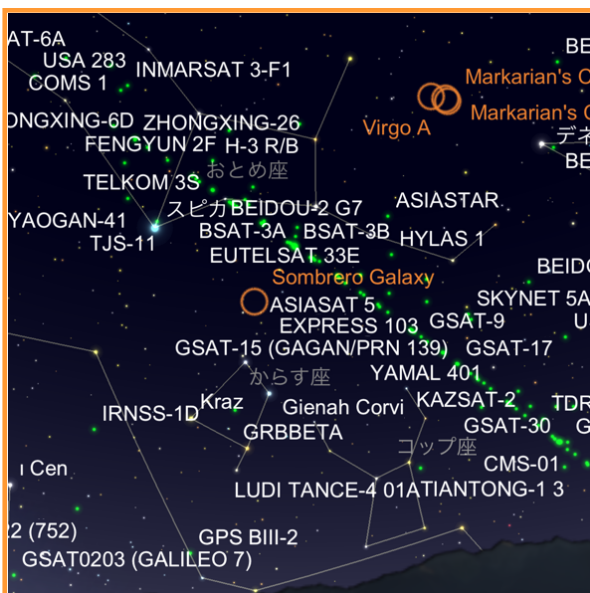 AT-6A
BE
USA 283
INMARSAT 3-F1
COMS 1
Markarian's C
ONGXING-6D
ZHONGXING-26
Virgo A
Markarian's C
FENGYUN 2F
H-3 R/B
デネ
おとめ座
BE
TELKOM 3S
スピカ
BEIDOU-2 G7
ASIASTAR
YAOGAN-41
BSAT-3A
BSAT-3B
TJS-11
HYLAS 1
EUTELSAT 33E
BEIDO
Sombrero Galaxy
ASIASAT 5
SKYNET 5A
EXPRESS 103
GSAT-9
U
GSAT-15 (GAGAN/PRN 139)
GSAT-17
からす座
YAMAL 401
Kraz
Gienah Corvi
KAZSAT-2
TDR
IRNSS-1D
GRBBETA
GSAT-30
G
コップ座
ι Cen
CMS-01
LUDI TANCE-4 01A
TIANTONG-1 3
22 (752)
GPS BIII-2
GSAT0203 (GALILEO 7)